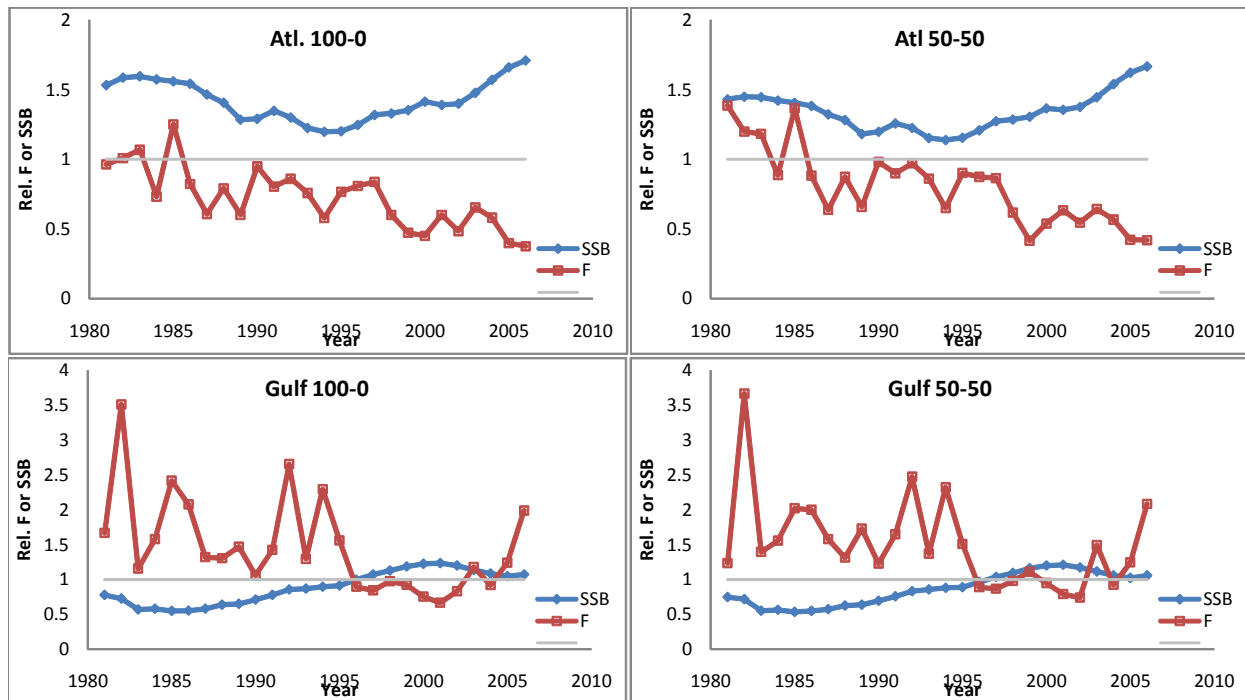 Atl. 100-0
Rel. F or SSB
2
1.5
1
0.5
0
SSB
F
1980 1985 1990 1995 2000 2005 2010
Year
Atl 50-50
Rel. F or SSB
2
1.5
1
0.5
0
SSB
F
1980 1985 1990 1995 2000 2005 2010
Year
Gulf 100-0
Rel. F or SSB
4
3.5
3
2.5
2
1.5
1
0.5
0
SSB
F
1980 1985 1990 1995 2000 2005 2010
Year
Gulf 50-50
Rel. F or SSB
4
3.5
3
2.5
2
1.5
1
0.5
0
SSB
F
1980 1985 1990 1995 2000 2005 2010
Year